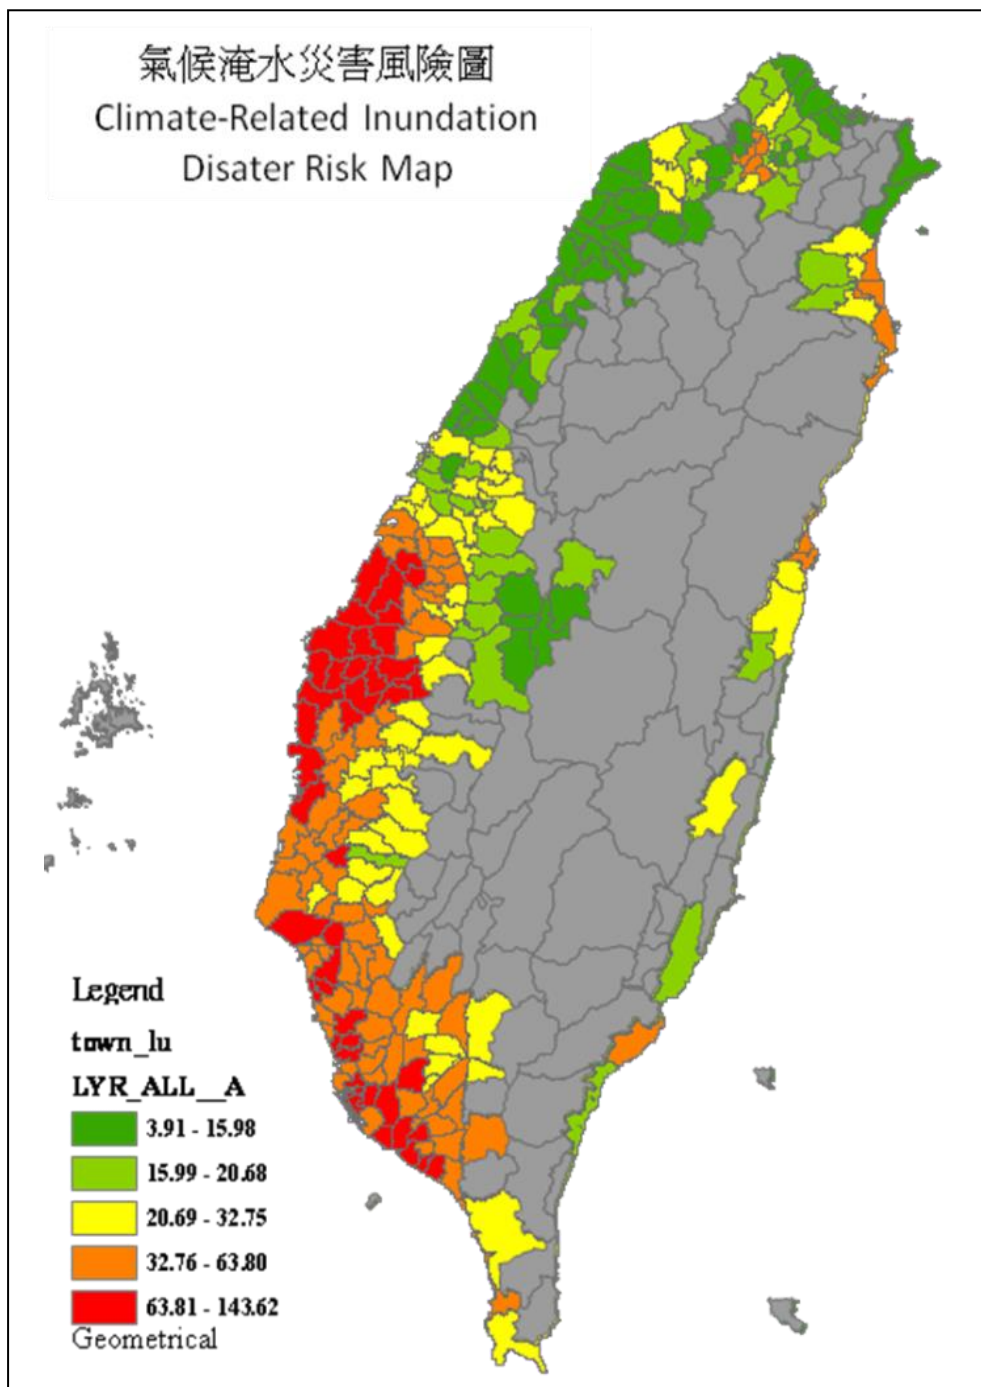 氣候淹水災害風險圖
Climate-Related Inundation
Disater Risk Map
Legend
town_lu
LYR_ALL__A
3.91 - 15.98
15.99 - 20.68
20.69 - 32.75
32.76 - 63.80
63.81 - 143.62
Geometrical